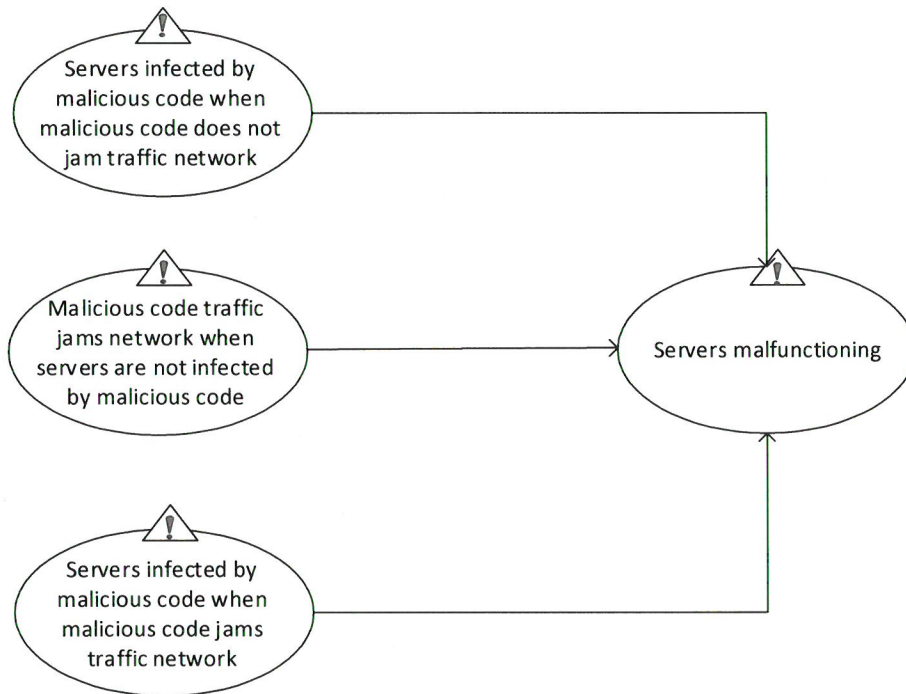 Servers infected by
malicious code when
malicious code does not
jam traffic network
Malicious code traffic
jams network when
servers are not infected
by malicious code
Servers malfunctioning
Servers infected by
malicious code when
malicious code jams
traffic network